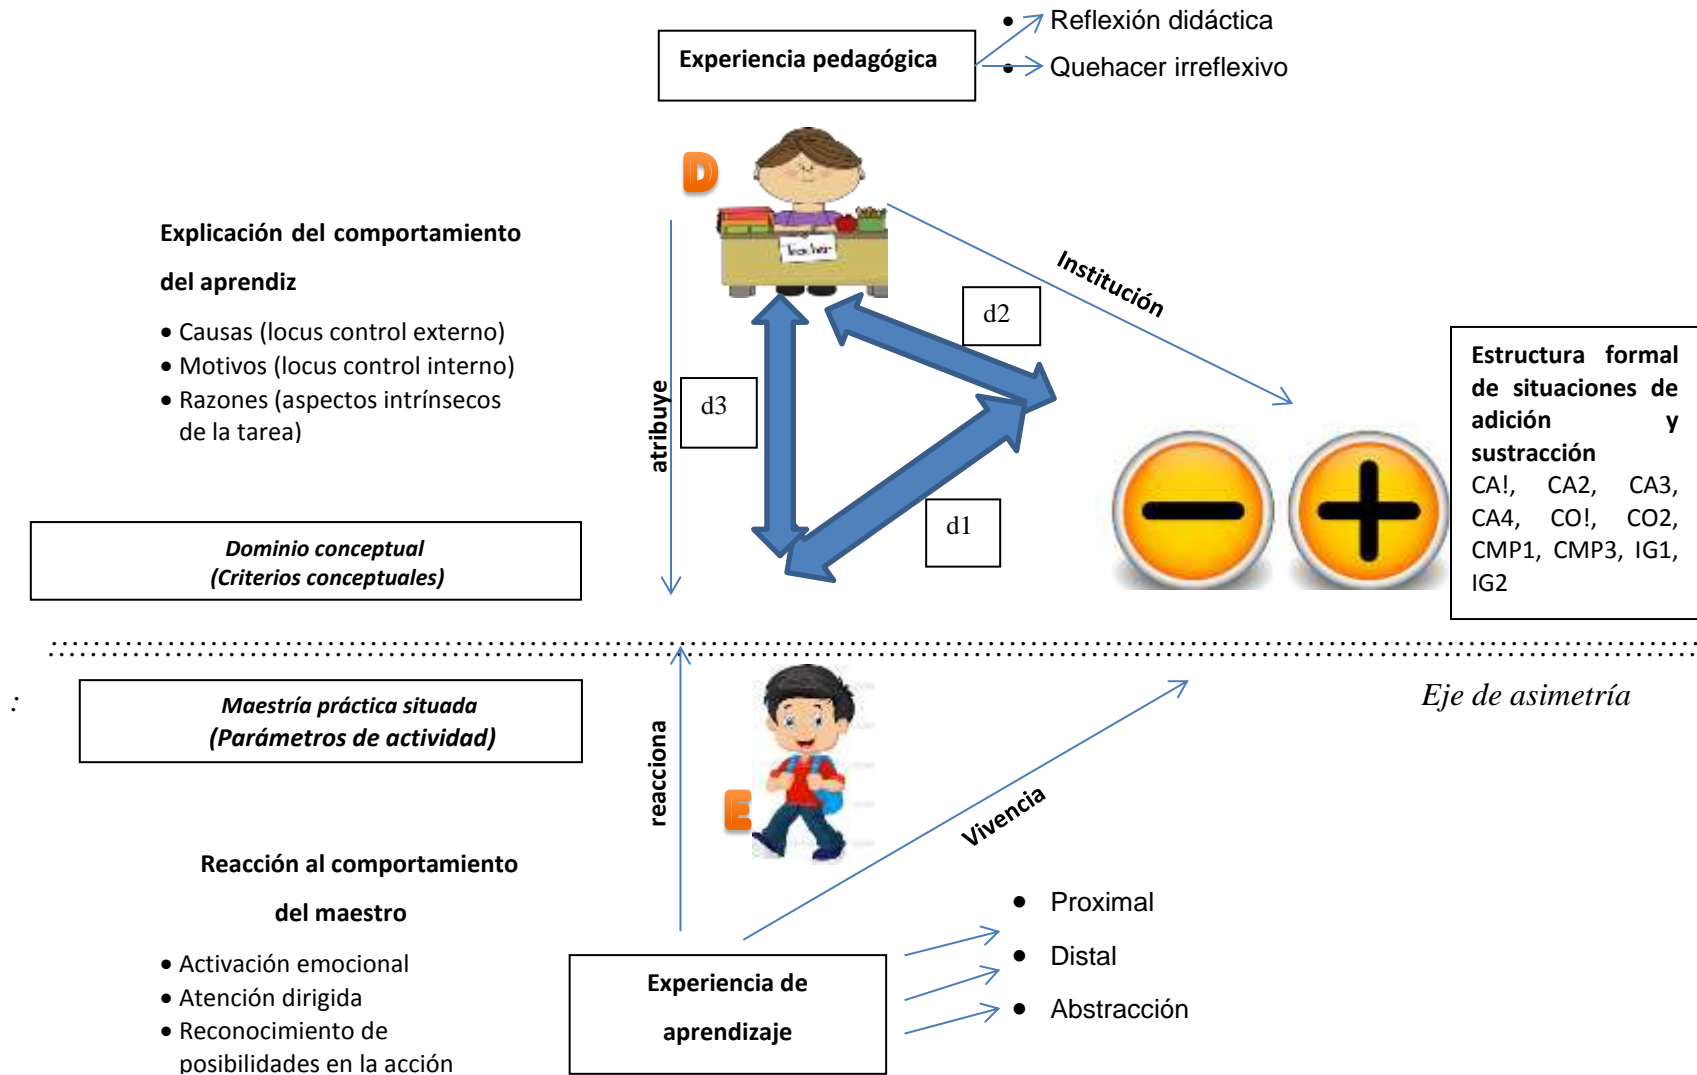 • Reflexión didáctica
Experiencia pedagógica
• Quehacer irreflexivo
D
Teacher
Explicación del comportamiento
del aprendiz
• Causas (locus control externo)
• Motivos (locus control interno)
• Razones (aspectos intrínsecos
de la tarea)
atribuye
d3
d2
d1
Institución
Estructura formal
de situaciones de
adición y
sustracción
CA!, CA2, CA3,
CA4, CO!, CO2,
CMP1, CMP3, IG1,
IG2
Dominio conceptual
(Criterios conceptuales)
:
Maestría práctica situada
(Parámetros de actividad)
Eje de asimetría
reacciona
E
Vivencia
Reacción al comportamiento
del maestro
• Activación emocional
• Atención dirigida
• Reconocimiento de
posibilidades en la acción
Experiencia de
aprendizaje
• Proximal
• Distal
• Abstracción